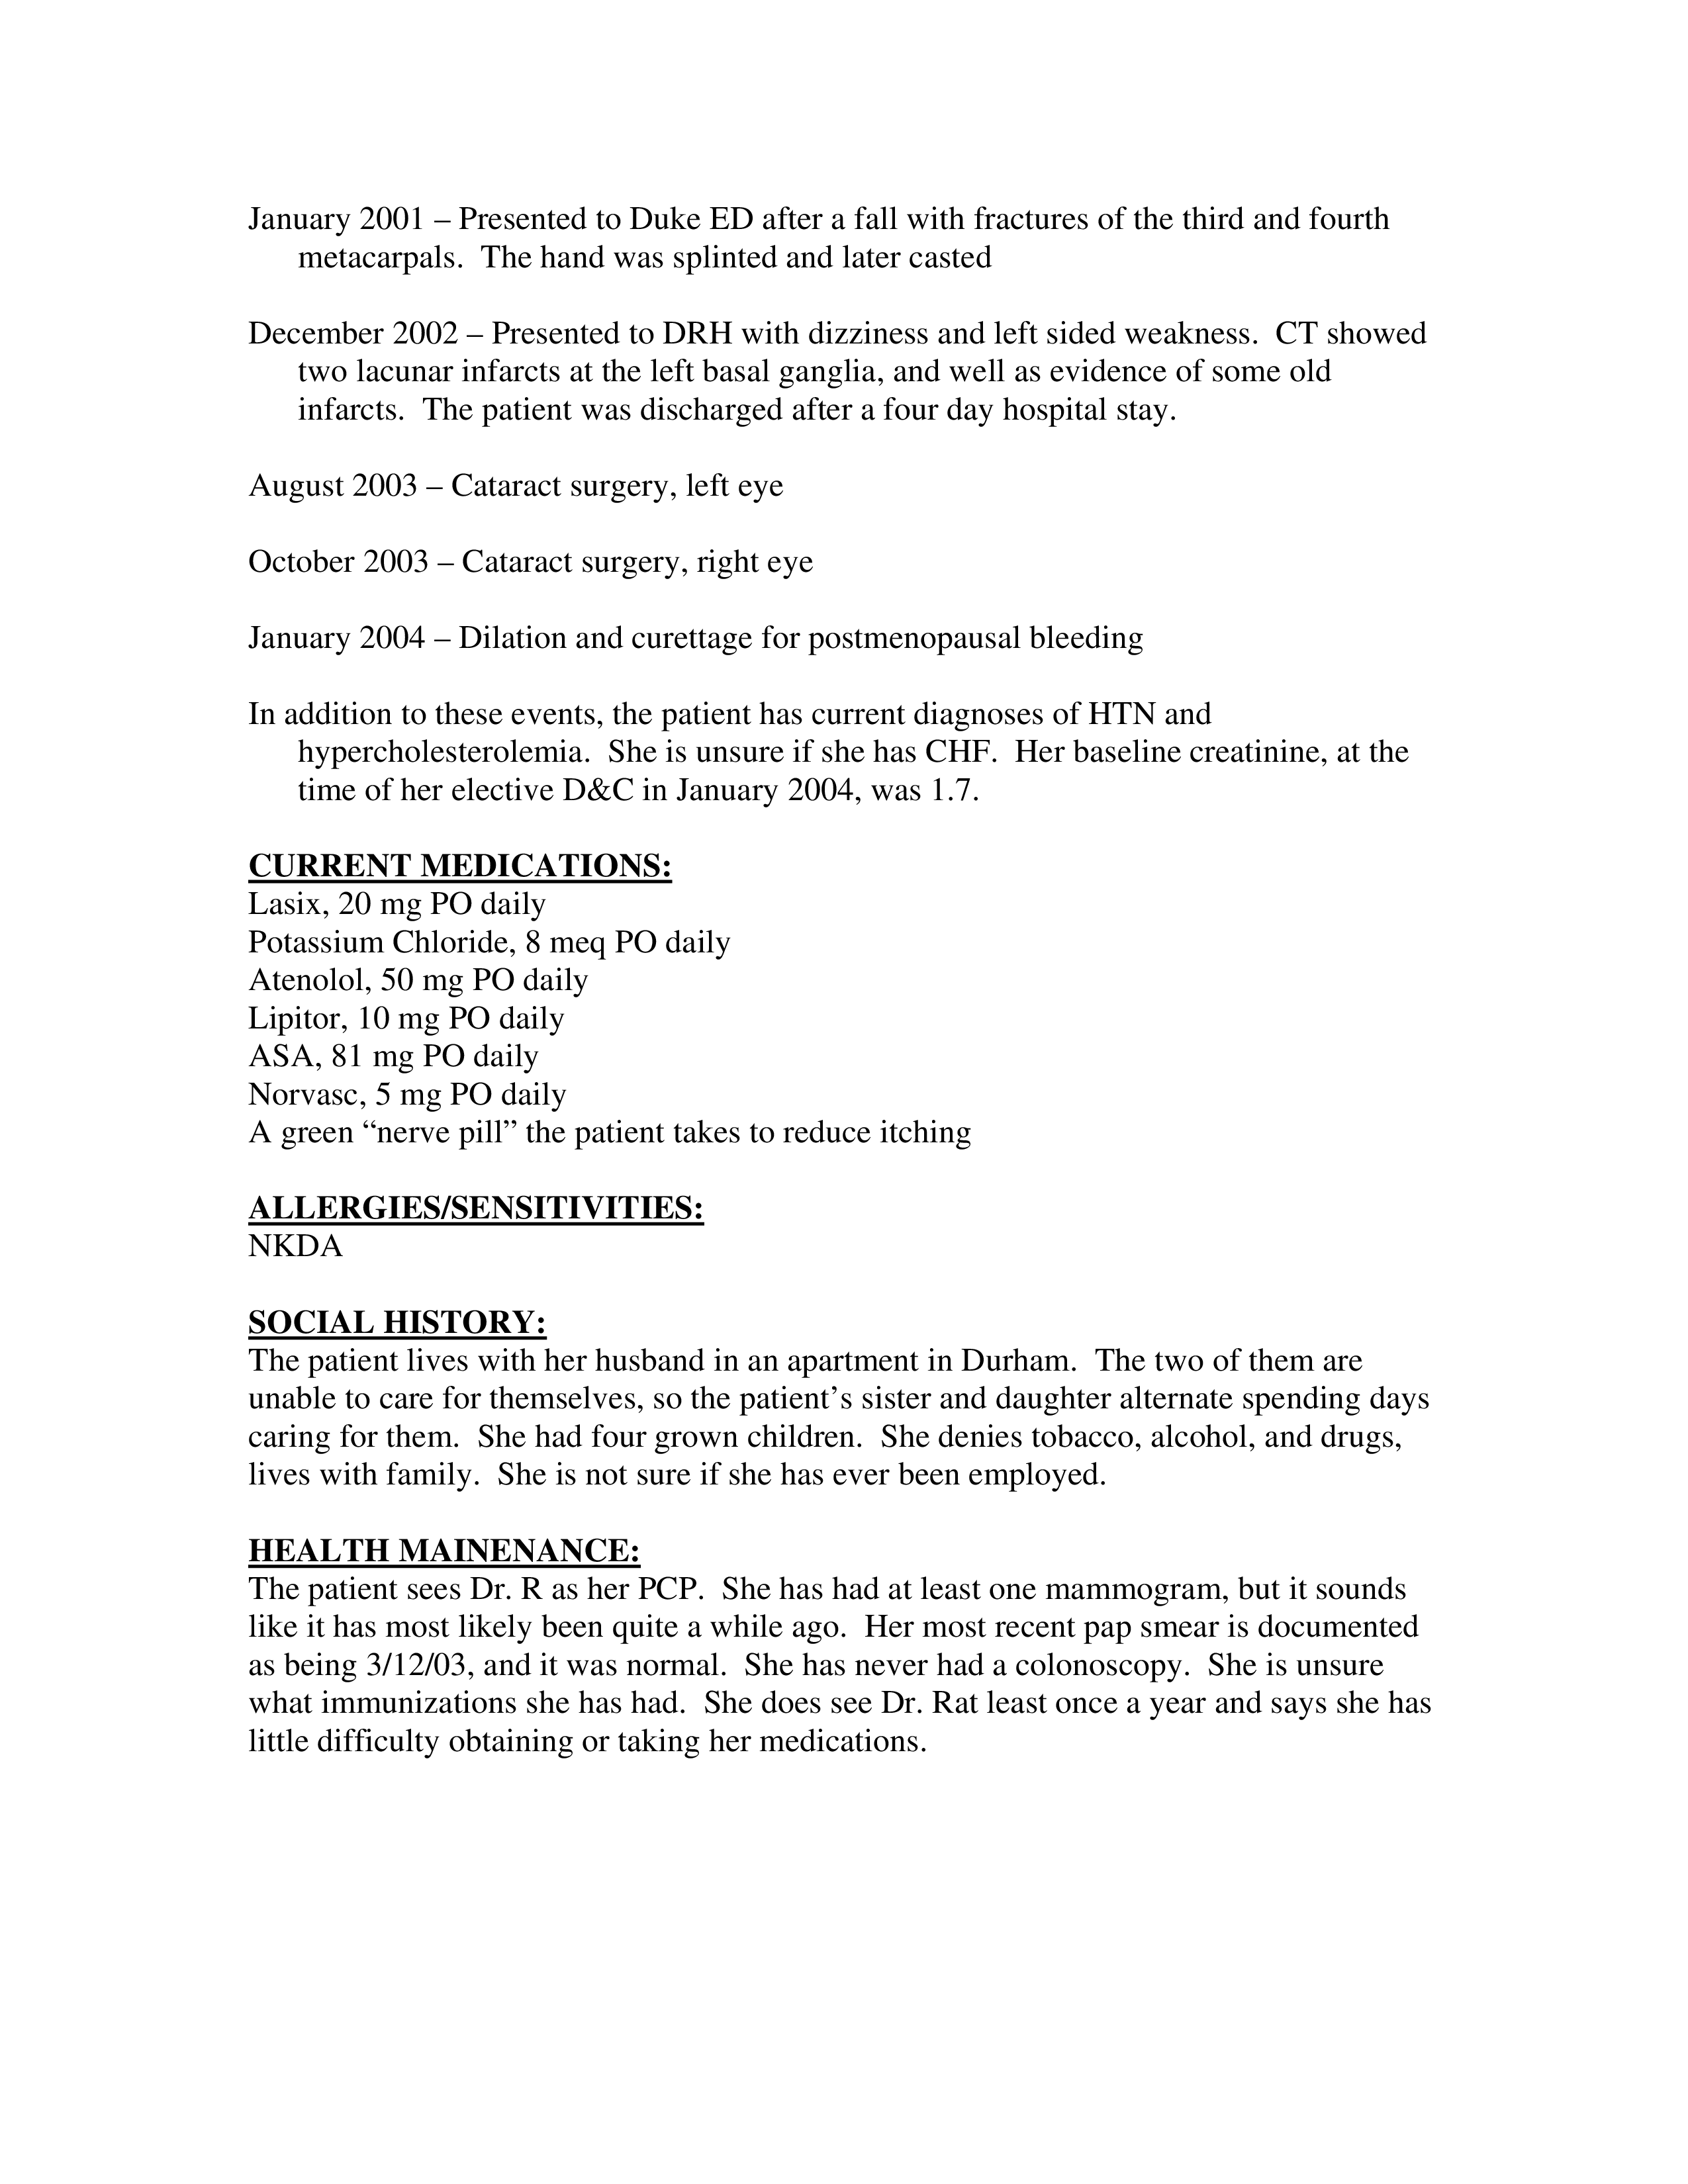 January 2001 – Presented to Duke ED after a fall with fractures of the third and fourth
metacarpals.  The hand was splinted and later casted
December 2002 – Presented to DRH with dizziness and left sided weakness.  CT showed
two lacunar infarcts at the left basal ganglia, and well as evidence of some old
infarcts.  The patient was discharged after a four day hospital stay.
August 2003 – Cataract surgery, left eye
October 2003 – Cataract surgery, right eye
January 2004 – Dilation and curettage for postmenopausal bleeding
In addition to these events, the patient has current diagnoses of HTN and
hypercholesterolemia.  She is unsure if she has CHF.  Her baseline creatinine, at the
time of her elective D&C in January 2004, was 1.7.
CURRENT MEDICATIONS:
Lasix, 20 mg PO daily
Potassium Chloride, 8 meq PO daily
Atenolol, 50 mg PO daily
Lipitor, 10 mg PO daily
ASA, 81 mg PO daily
Norvasc, 5 mg PO daily
A green “nerve pill” the patient takes to reduce itching
ALLERGIES/SENSITIVITIES:
NKDA
SOCIAL HISTORY:
The patient lives with her husband in an apartment in Durham.  The two of them are
unable to care for themselves, so the patient’s sister and daughter alternate spending days
caring for them.  She had four grown children.  She denies tobacco, alcohol, and drugs,
lives with family.  She is not sure if she has ever been employed.
HEALTH MAINENANCE:
The patient sees Dr. R as her PCP.  She has had at least one mammogram, but it sounds
like it has most likely been quite a while ago.  Her most recent pap smear is documented
as being 3/12/03, and it was normal.  She has never had a colonoscopy.  She is unsure
what immunizations she has had.  She does see Dr. Rat least once a year and says she has
little difficulty obtaining or taking her medications.